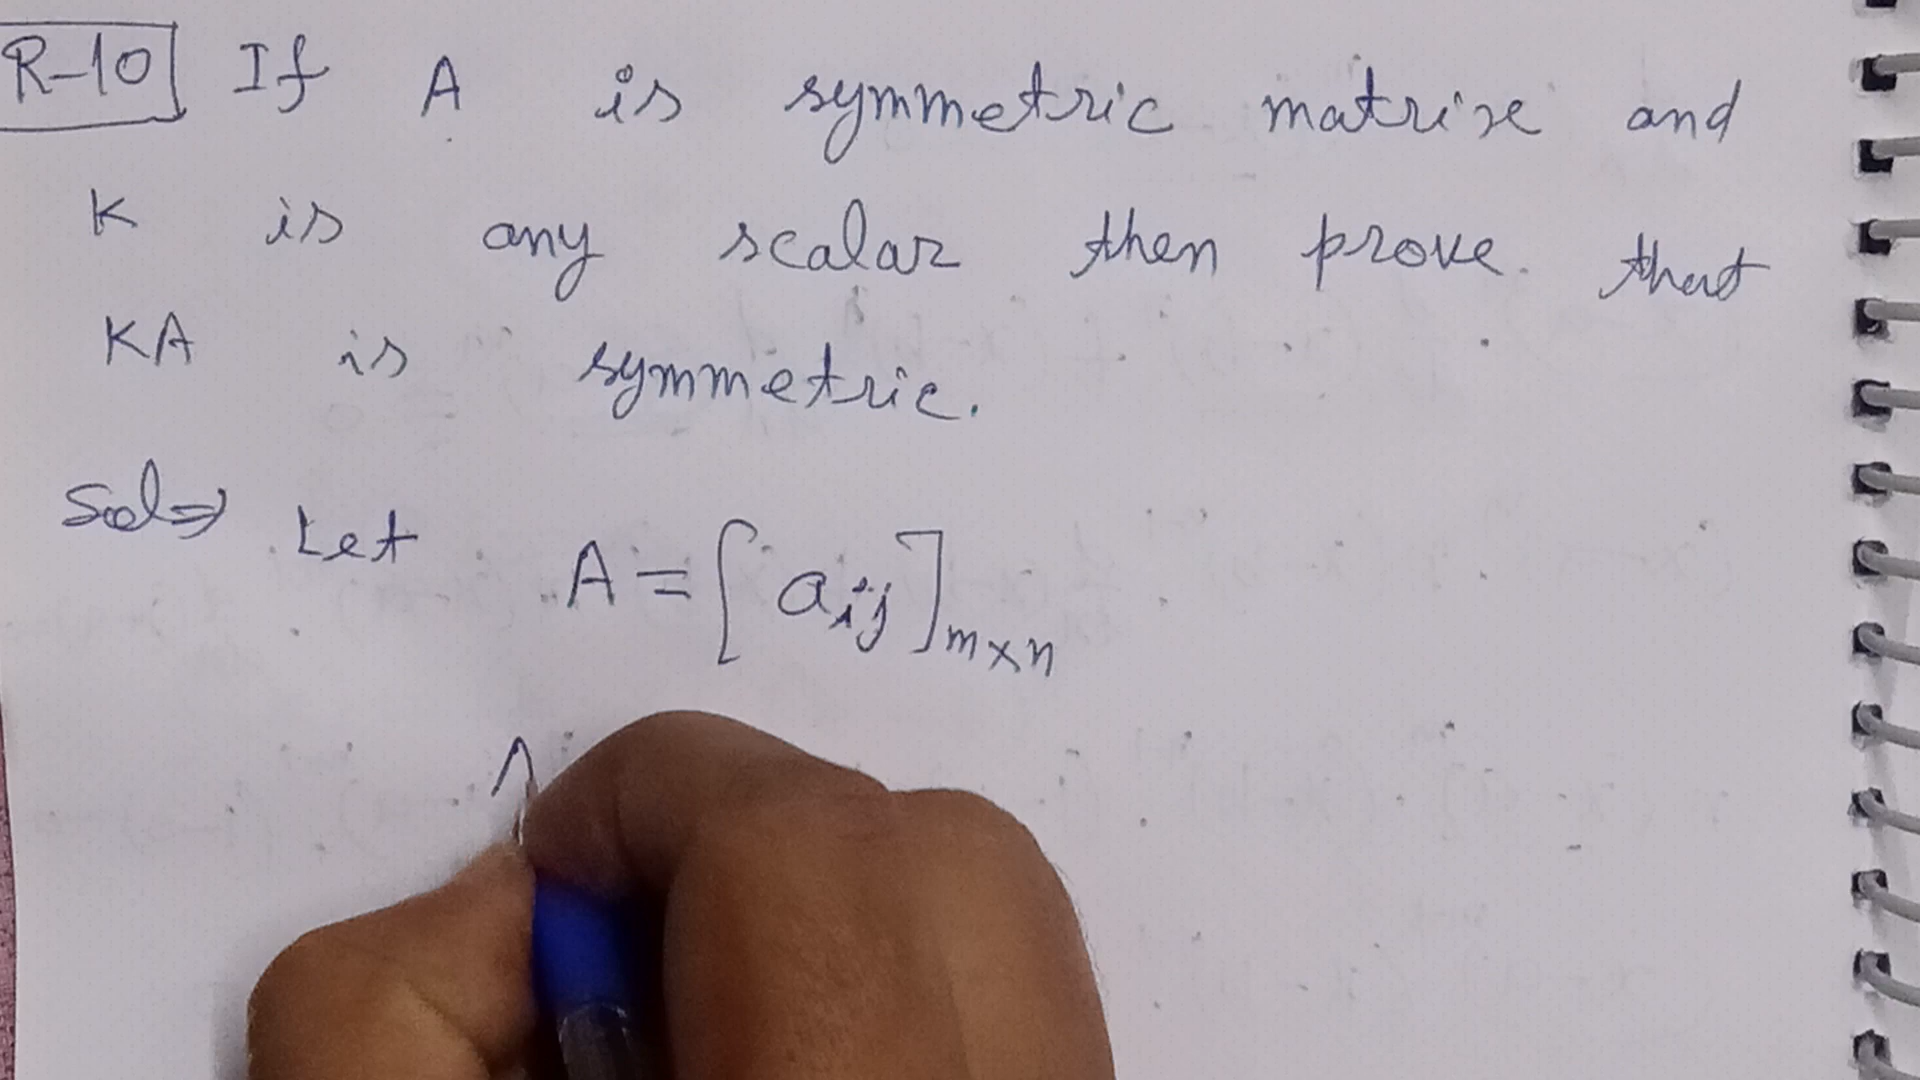 R-10 If A is symmetric matrix and
K is any scalar then prove that
KA is symmetric.
Sol⇒ Let A = [aij]m×n
A